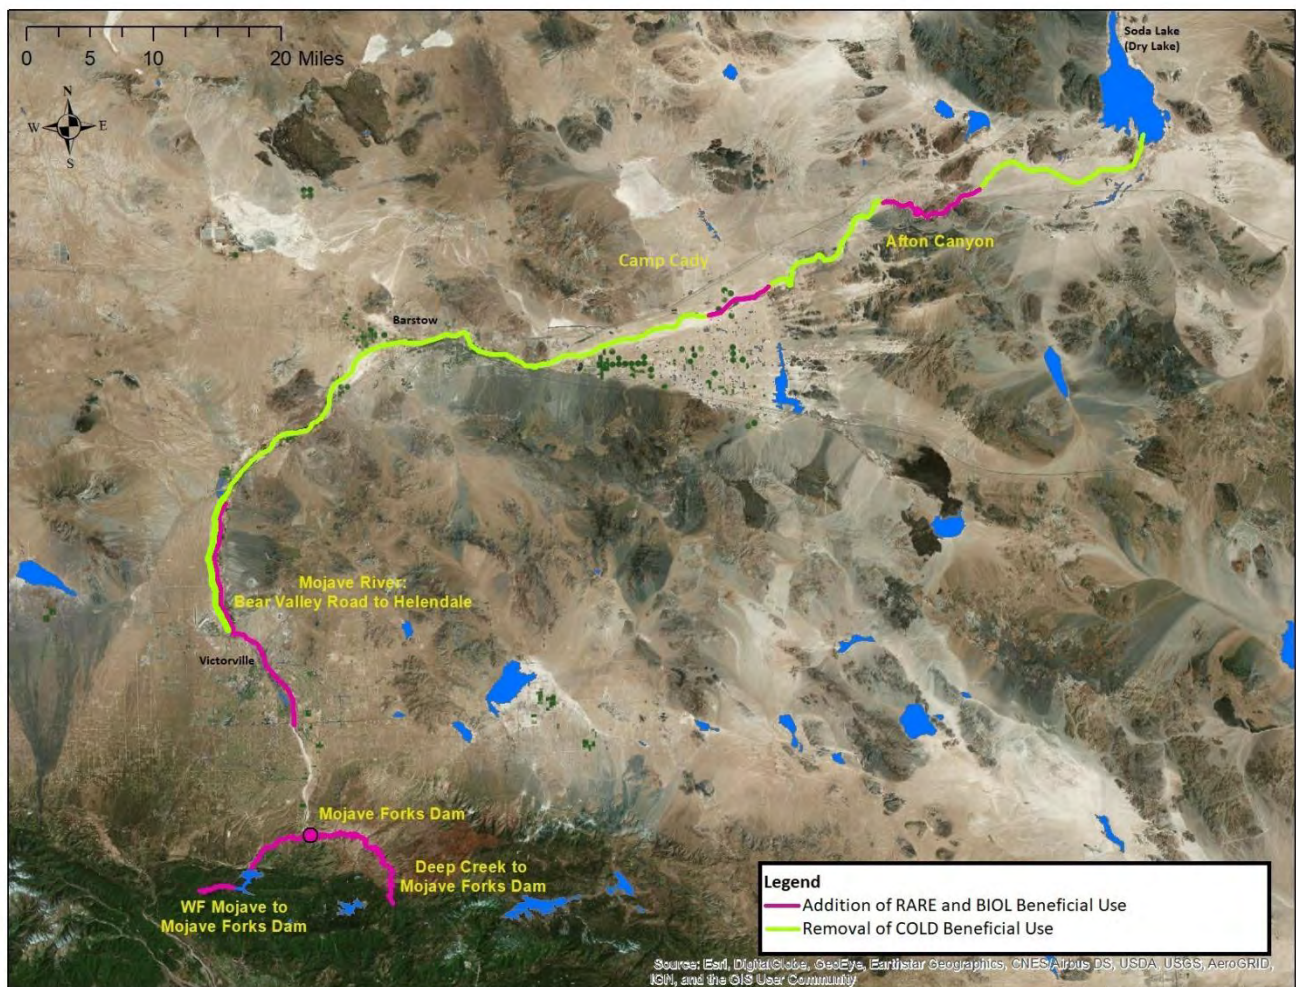 0 5 10 20 Miles
N
W E
S
Soda Lake
(Dry Lake)
Afton Canyon
Camp Cady
Barstow
Mojave River:
Bear Valley Road to Helendale
Victorville
Mojave Forks Dam
Deep Creek to
Mojave Forks Dam
WF Mojave to
Mojave Forks Dam
Legend
Addition of RARE and BIOL Beneficial Use
Removal of COLD Beneficial Use
Source: Esri, DigitalGlobe, GeoEye, Earthstar Geographics, CNES/Airbus DS, USDA, USGS, AeroGRID,
IGN, and the GIS User Community